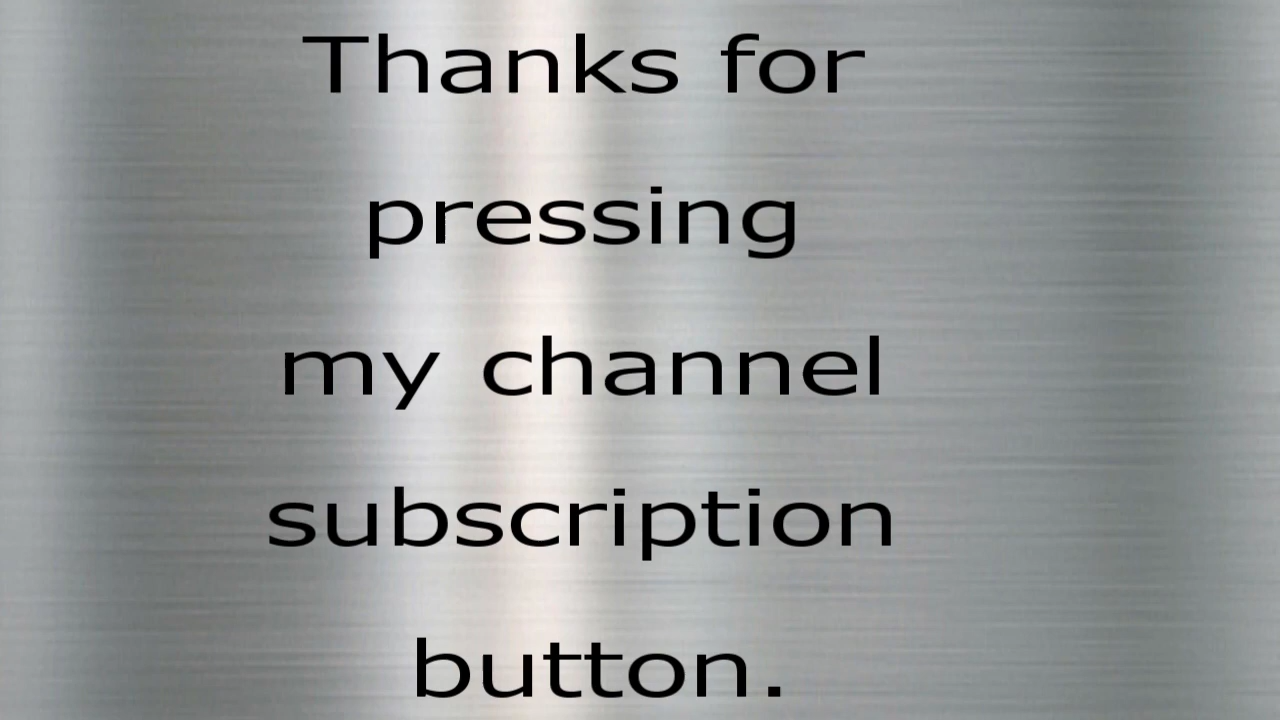 Thanks for
pressing
my channel
subscription
button.